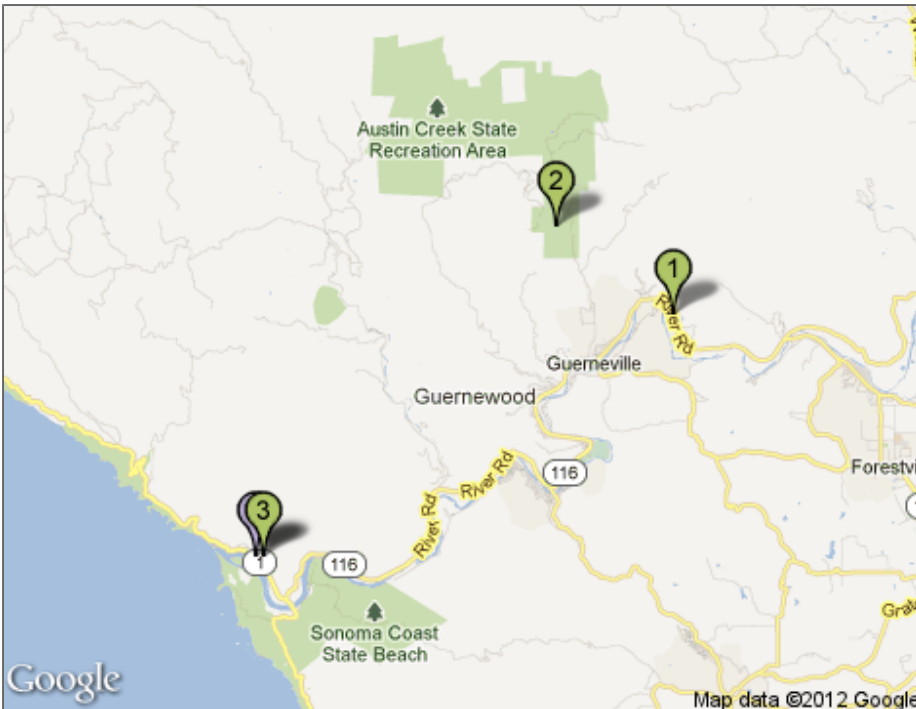 Austin Creek State
Recreation Area
2
1
River Rd
Guerneville
Guernewood
116
River Rd
River Rd
3
1
116
Sonoma Coast
State Beach
Google
Map data ©2012 Google